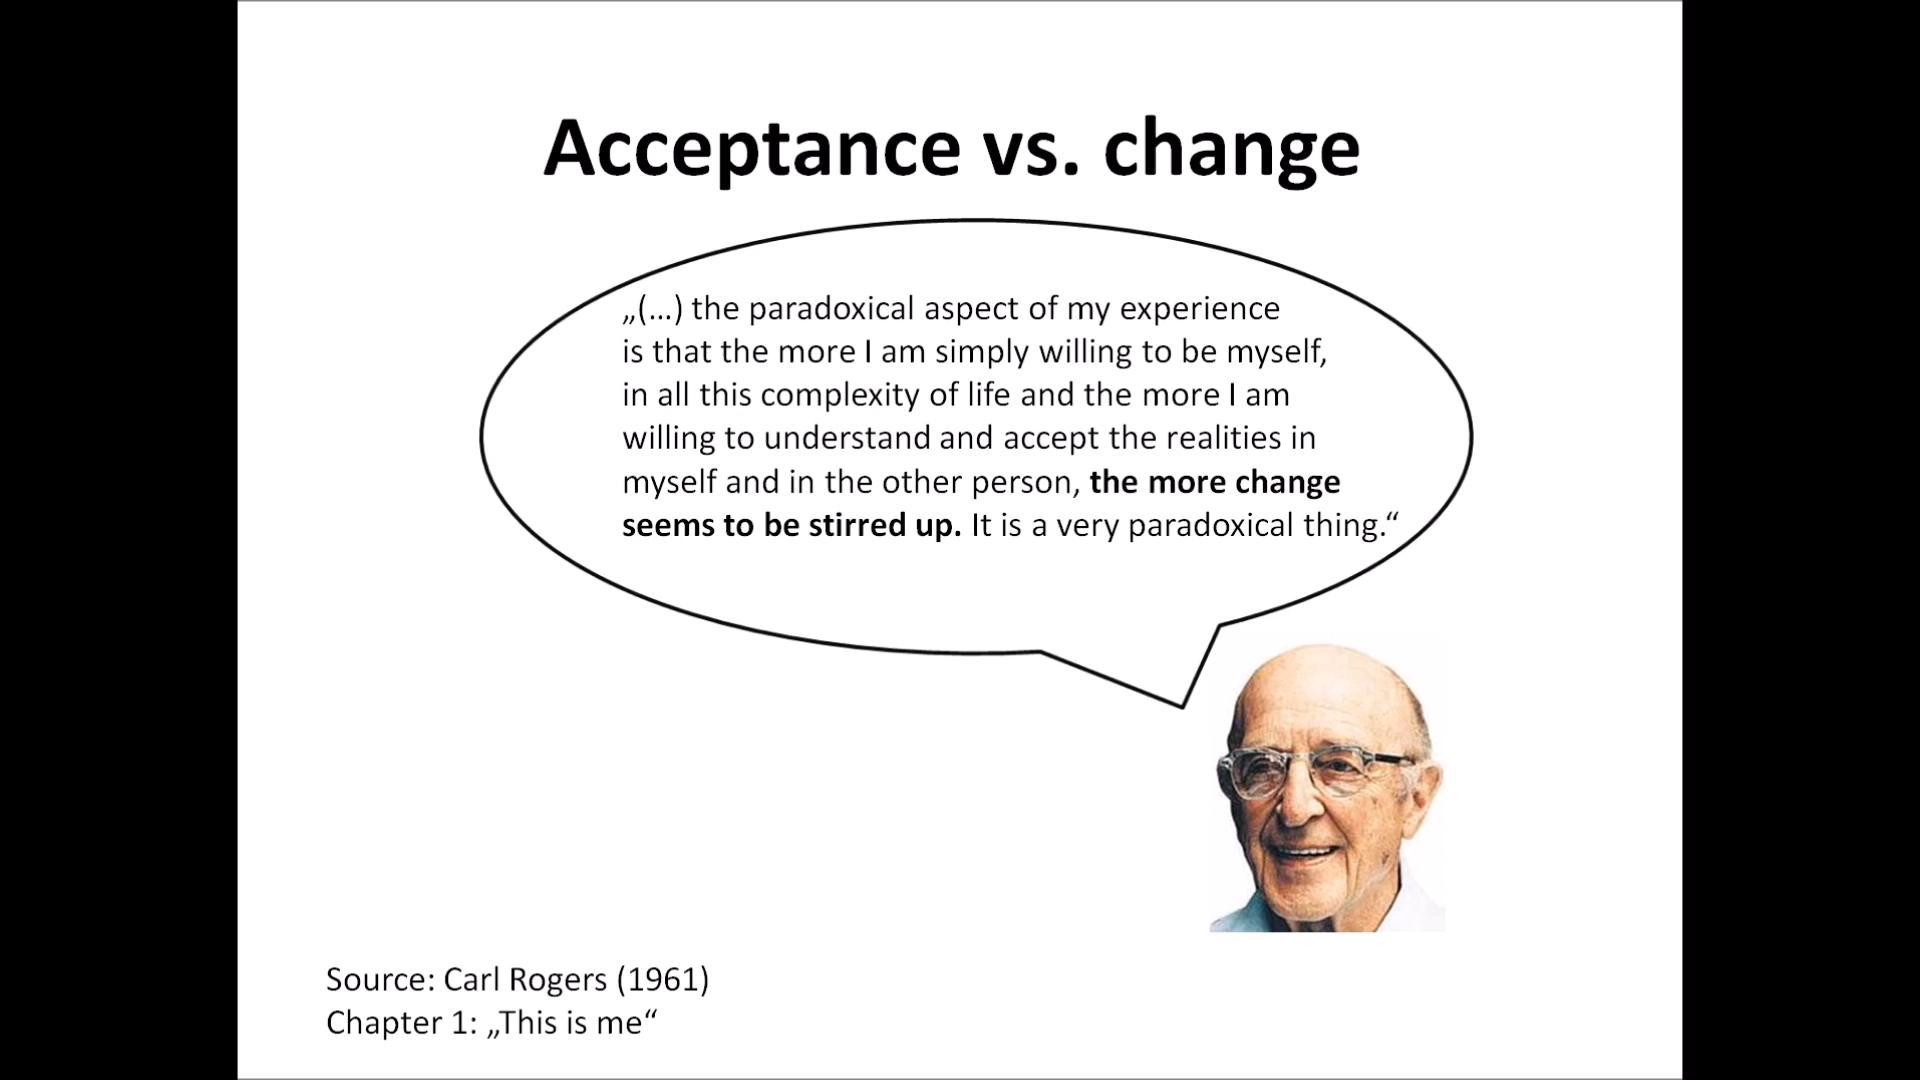 Acceptance vs. change
„(...) the paradoxical aspect of my experience
is that the more I am simply willing to be myself,
in all this complexity of life and the more I am
willing to understand and accept the realities in
myself and in the other person, the more change
seems to be stirred up. It is a very paradoxical thing.“
Source: Carl Rogers (1961)
Chapter 1: „This is me“